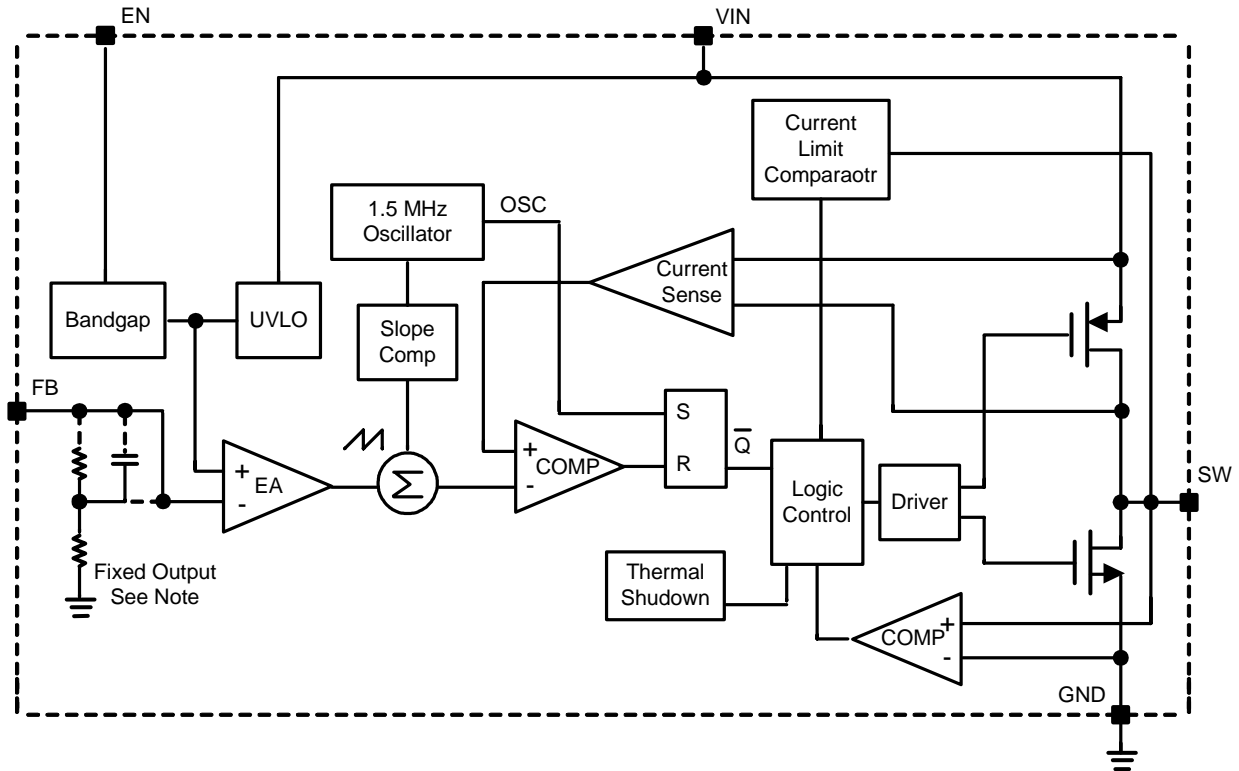 EN
VIN
Current
Limit
Comparaotr
1.5 MHz
Oscillator
OSC
Current
Sense
Bandgap
UVLO
Slope
Comp
FB
S
R
Q̅
+
-
EA
Σ
+
-
COMP
Logic
Control
Driver
SW
Fixed Output
See Note
Thermal
Shudown
COMP
+
-
GND